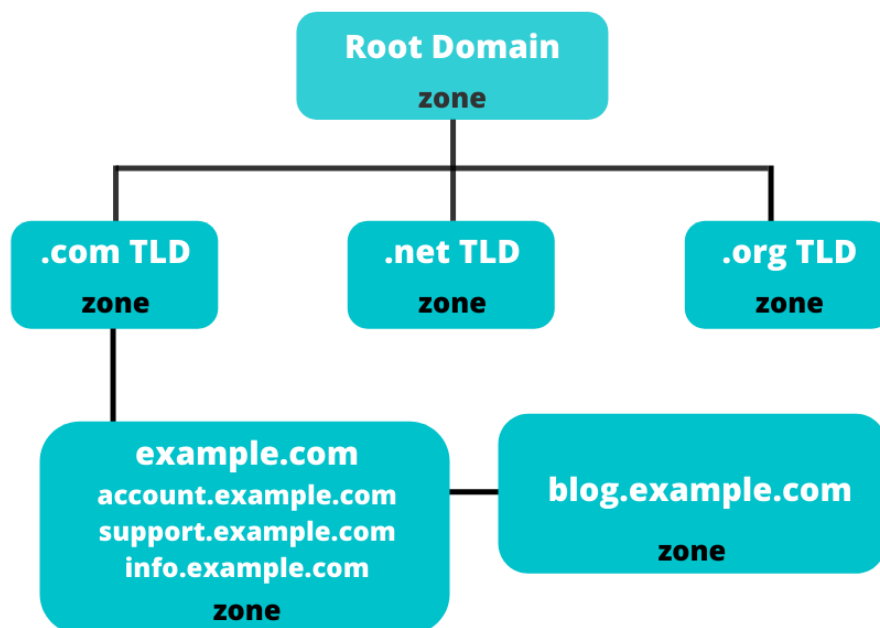 Root Domain
zone
.com TLD
zone
.net TLD
zone
.org TLD
zone
example.com
account.example.com
support.example.com
info.example.com
zone
blog.example.com
zone